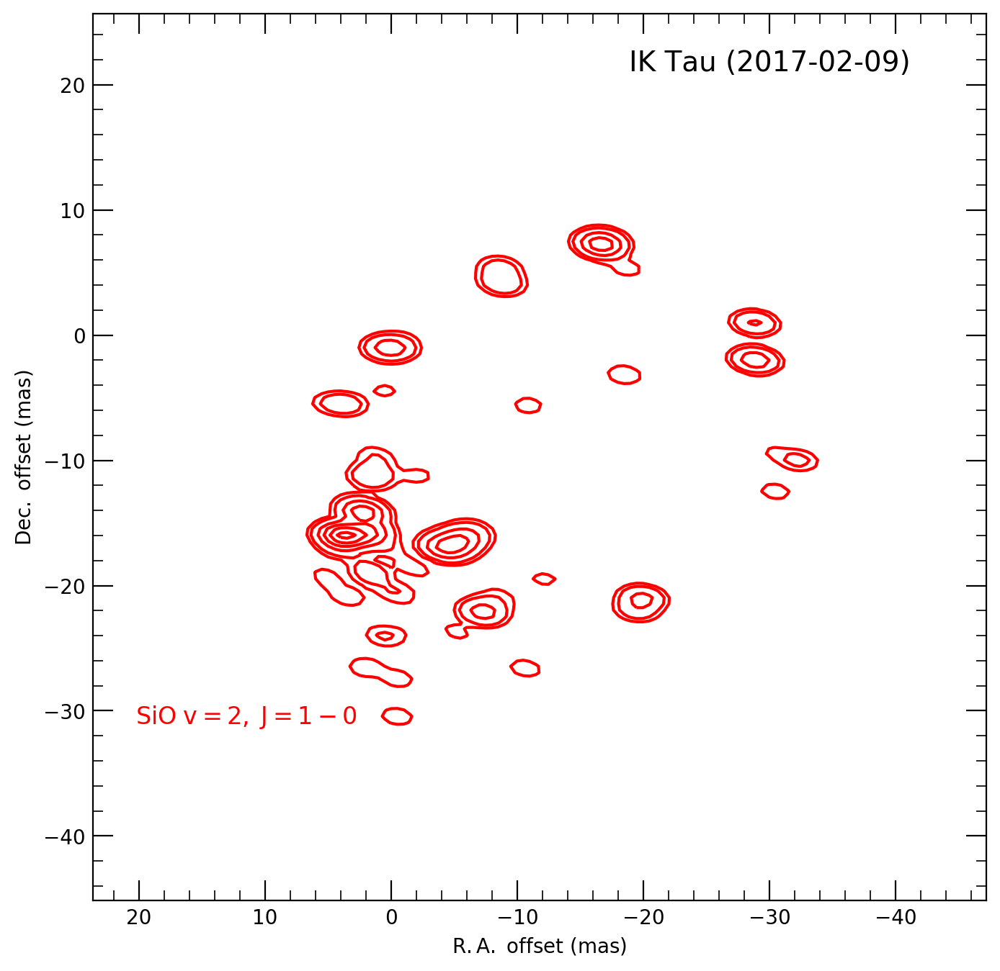 IK Tau (2017-02-09)
20
10
0
−10
−20
−30
−40
Dec. offset (mas)
SiO v = 2, J = 1 − 0
20 10 0 −10 −20 −30 −40
R.A. offset (mas)